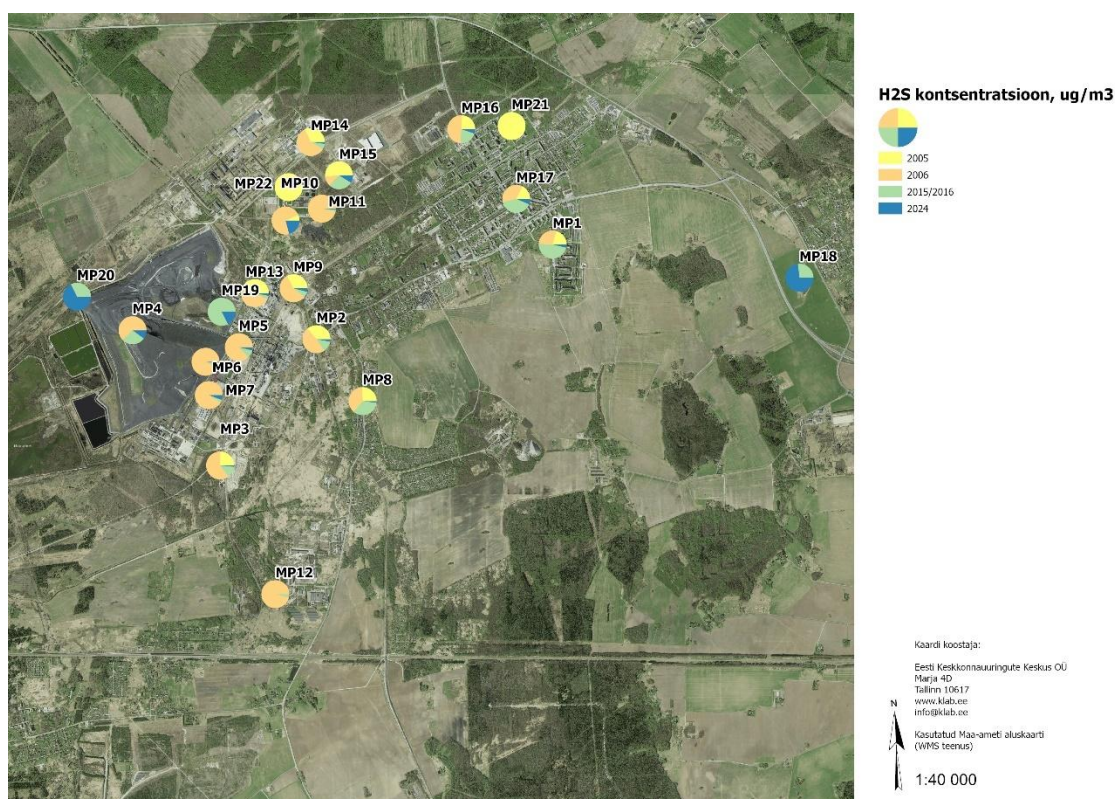 MP16
MP21
MP14
MP15
MP22
MP10
MP17
MP11
MP1
MP18
MP20
MP13
MP9
MP19
MP4
MP5
MP2
MP6
MP7
MP8
MP3
MP12
H2S kontsentratsioon, ug/m3
2005
2006
2015/2016
2024
Kaardi koostaja:
Eesti Keskkonnauuringute Keskus OÜ
Marja 4D
Tallinn 10617
www.klab.ee
info@klab.ee
N
Kasutatud Maa-ameti aluskaarti
(WMS teenus)
1:40 000